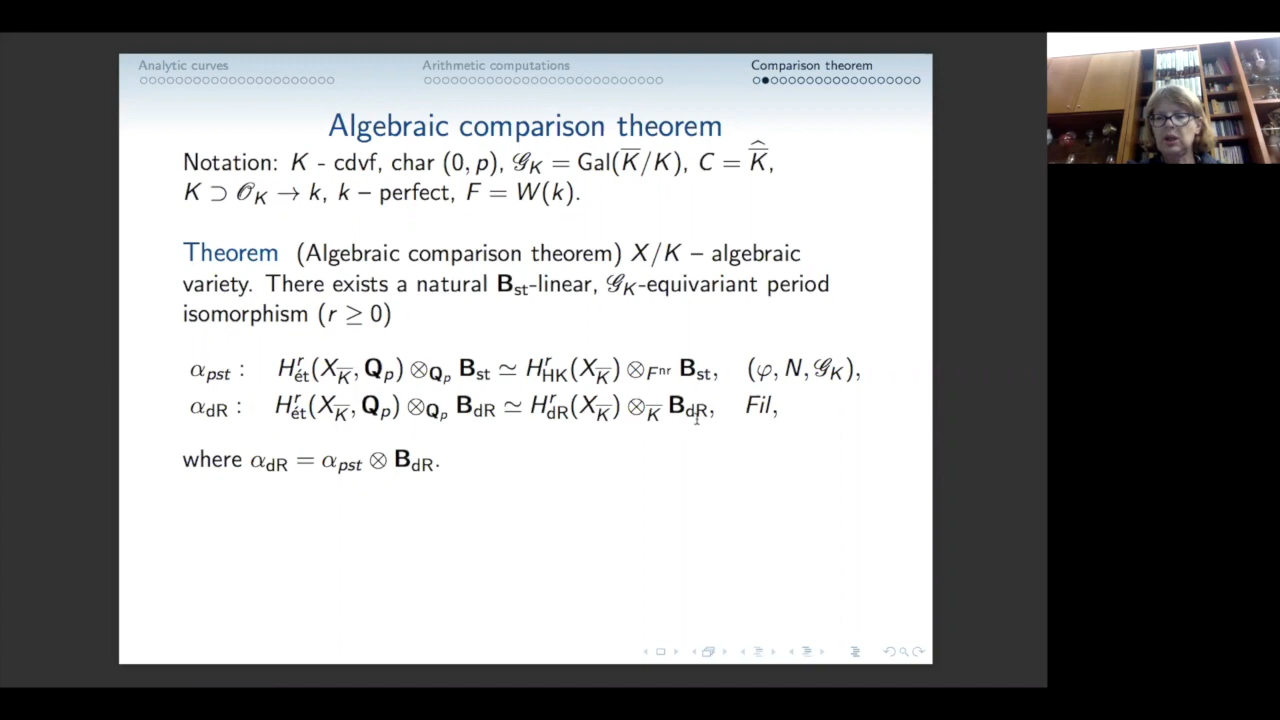 Analytic curves Arithmetic computations Comparison theorem
Algebraic comparison theorem
Notation: K - cdvf, char (0, p), 𝒢_K = Gal(K̅/K), C = \widehat{K̅},
K ⊃ 𝒪_K → k, k – perfect, F = W(k).
Theorem (Algebraic comparison theorem) X/K – algebraic
variety. There exists a natural B_st-linear, 𝒢_K-equivariant period
isomorphism (r ≥ 0)
α_pst : H^r_ét(X_K̅, Q_p) ⊗_{Q_p} B_st ≃ H^r_HK(X_K̅) ⊗_{F^nr} B_st, (φ, N, 𝒢_K),
α_dR : H^r_ét(X_K̅, Q_p) ⊗_{Q_p} B_dR ≃ H^r_dR(X_K̅) ⊗_K̅ B_dR, Fil,
where α_dR = α_pst ⊗ B_dR.